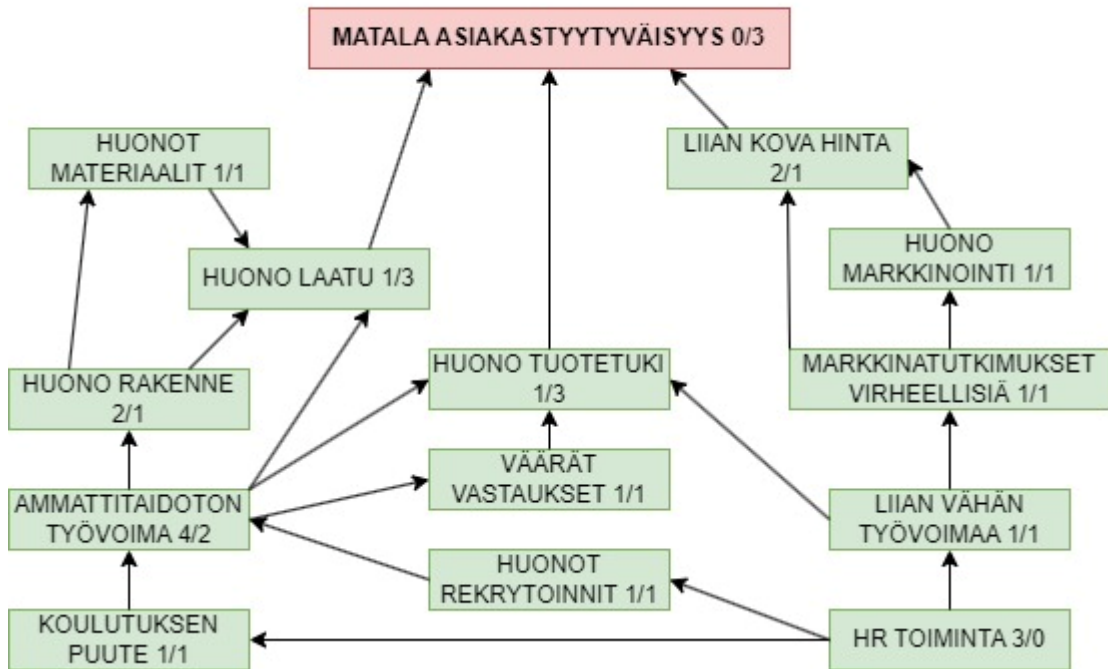 MATALA ASIAKASTYYTYVÄISYYS 0/3
HUONOT
MATERIAALIT 1/1
LIIAN KOVA HINTA
2/1
HUONO LAATU 1/3
HUONO
MARKKINOINTI 1/1
HUONO RAKENNE
2/1
HUONO TUOTETUKI
1/3
MARKKINATUTKIMUKSET
VIRHEELLISIÄ 1/1
AMMATTITAIDOTON
TYÖVOIMA 4/2
VÄÄRÄT
VASTAUKSET 1/1
LIIAN VÄHÄN
TYÖVOIMAA 1/1
HUONOT
REKRYTOINNIT 1/1
KOULUTUKSEN
PUUTE 1/1
HR TOIMINTA 3/0